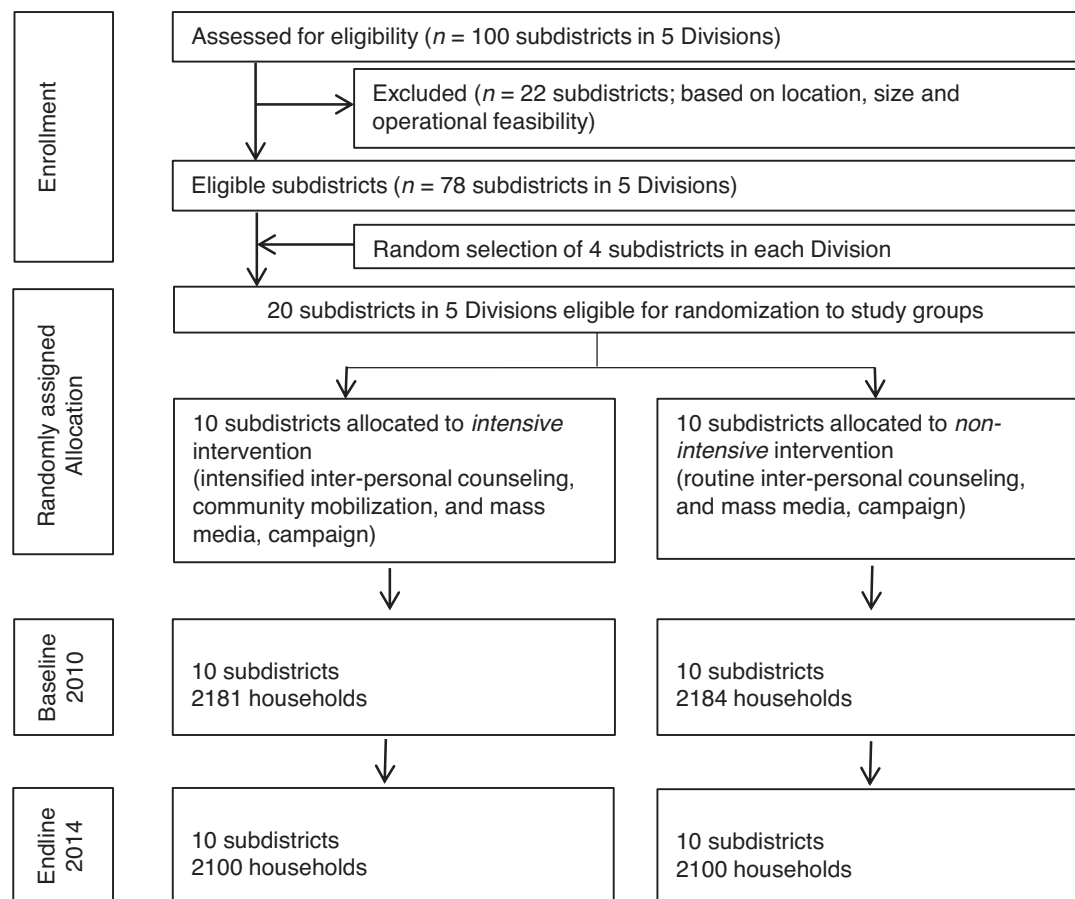 Enrollment
Assessed for eligibility (n = 100 subdistricts in 5 Divisions)
Excluded (n = 22 subdistricts; based on location, size and
operational feasibility)
Eligible subdistricts (n = 78 subdistricts in 5 Divisions)
Random selection of 4 subdistricts in each Division
Randomly assigned
Allocation
20 subdistricts in 5 Divisions eligible for randomization to study groups
10 subdistricts allocated to intensive
intervention
(intensified inter-personal counseling,
community mobilization, and mass
media, campaign)
10 subdistricts allocated to non-
intensive intervention
(routine inter-personal counseling,
and mass media, campaign)
Baseline
2010
10 subdistricts
2181 households
10 subdistricts
2184 households
Endline
2014
10 subdistricts
2100 households
10 subdistricts
2100 households